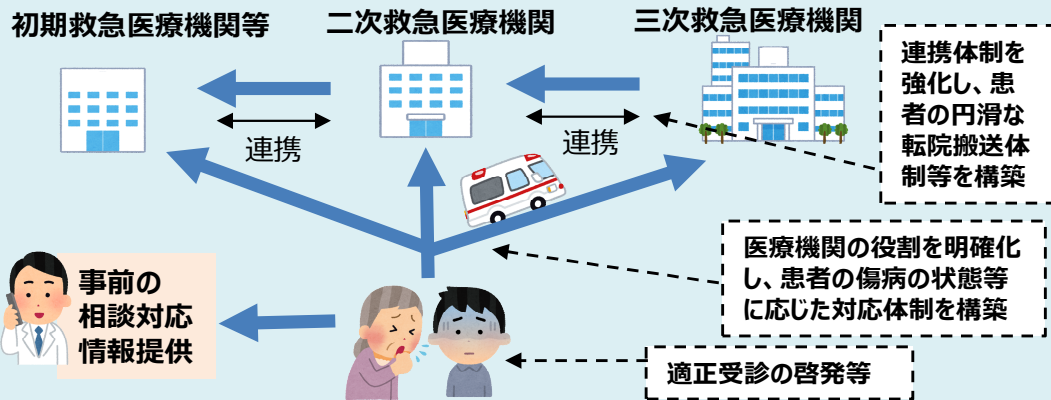 初期救急医療機関等
二次救急医療機関
三次救急医療機関
連携
連携
連携体制を
強化し、患
者の円滑な
転院搬送体
制等を構築
医療機関の役割を明確化
し、患者の傷病の状態等
に応じた対応体制を構築
事前の
相談対応
情報提供
適正受診の啓発等